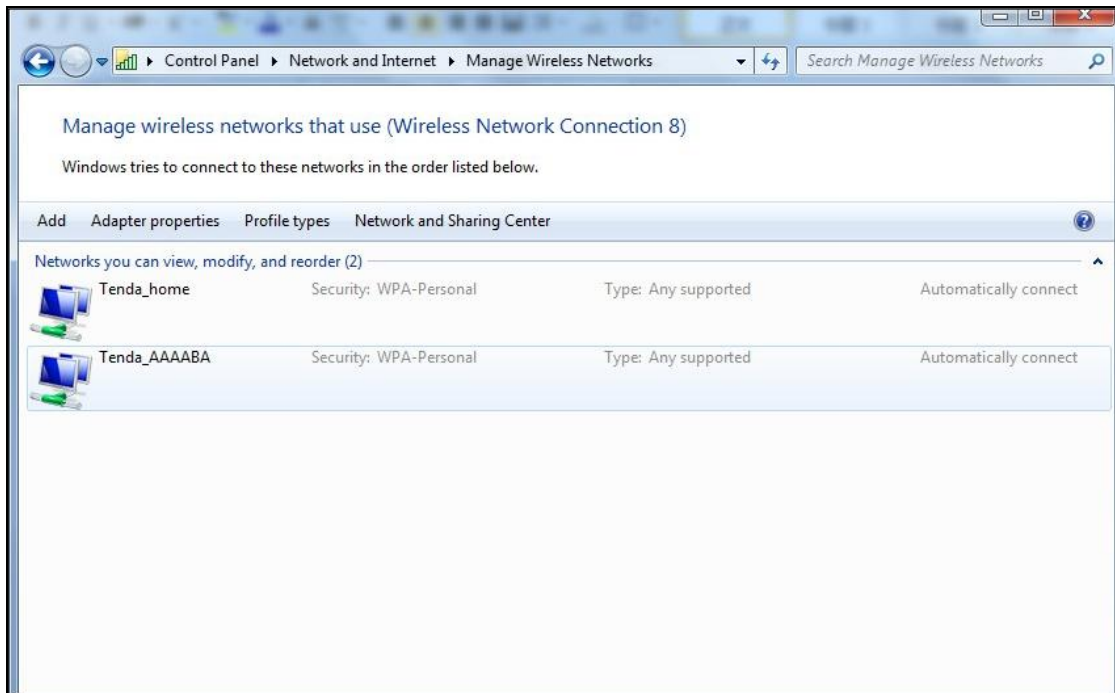 Control Panel Network and Internet Manage Wireless Networks Search Manage Wireless Networks
Manage wireless networks that use (Wireless Network Connection 8)
Windows tries to connect to these networks in the order listed below.
Add Adapter properties Profile types Network and Sharing Center
Networks you can view, modify, and reorder (2)
Tenda_home Security: WPA-Personal Type: Any supported Automatically connect
Tenda_AAAABA Security: WPA-Personal Type: Any supported Automatically connect